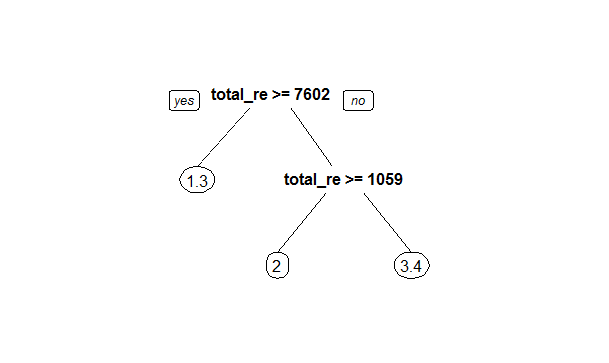 yes total_re >= 7602 no
1.3
total_re >= 1059
2
3.4